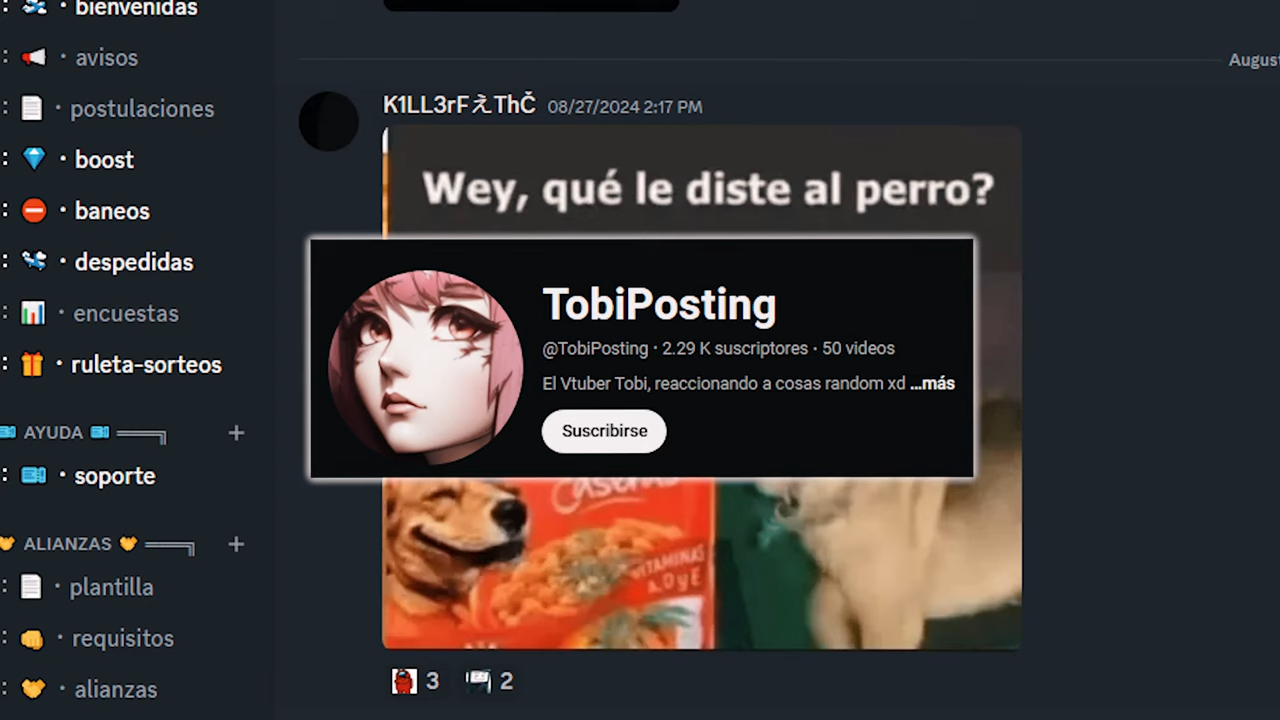 bienvenidas
avisos
postulaciones
boost
baneos
despedidas
encuestas
ruleta-sorteos
AYUDA
soporte
ALIANZAS
plantilla
requisitos
alianzas
August
K1LL3rFえThČ 08/27/2024 2:17 PM
Wey, qué le diste al perro?
TobiPosting
@TobiPosting · 2.29 K suscriptores · 50 videos
El Vtuber Tobi, reaccionando a cosas random xd ...más
Suscribirse
VITAMINAS
A, D y E
3 2